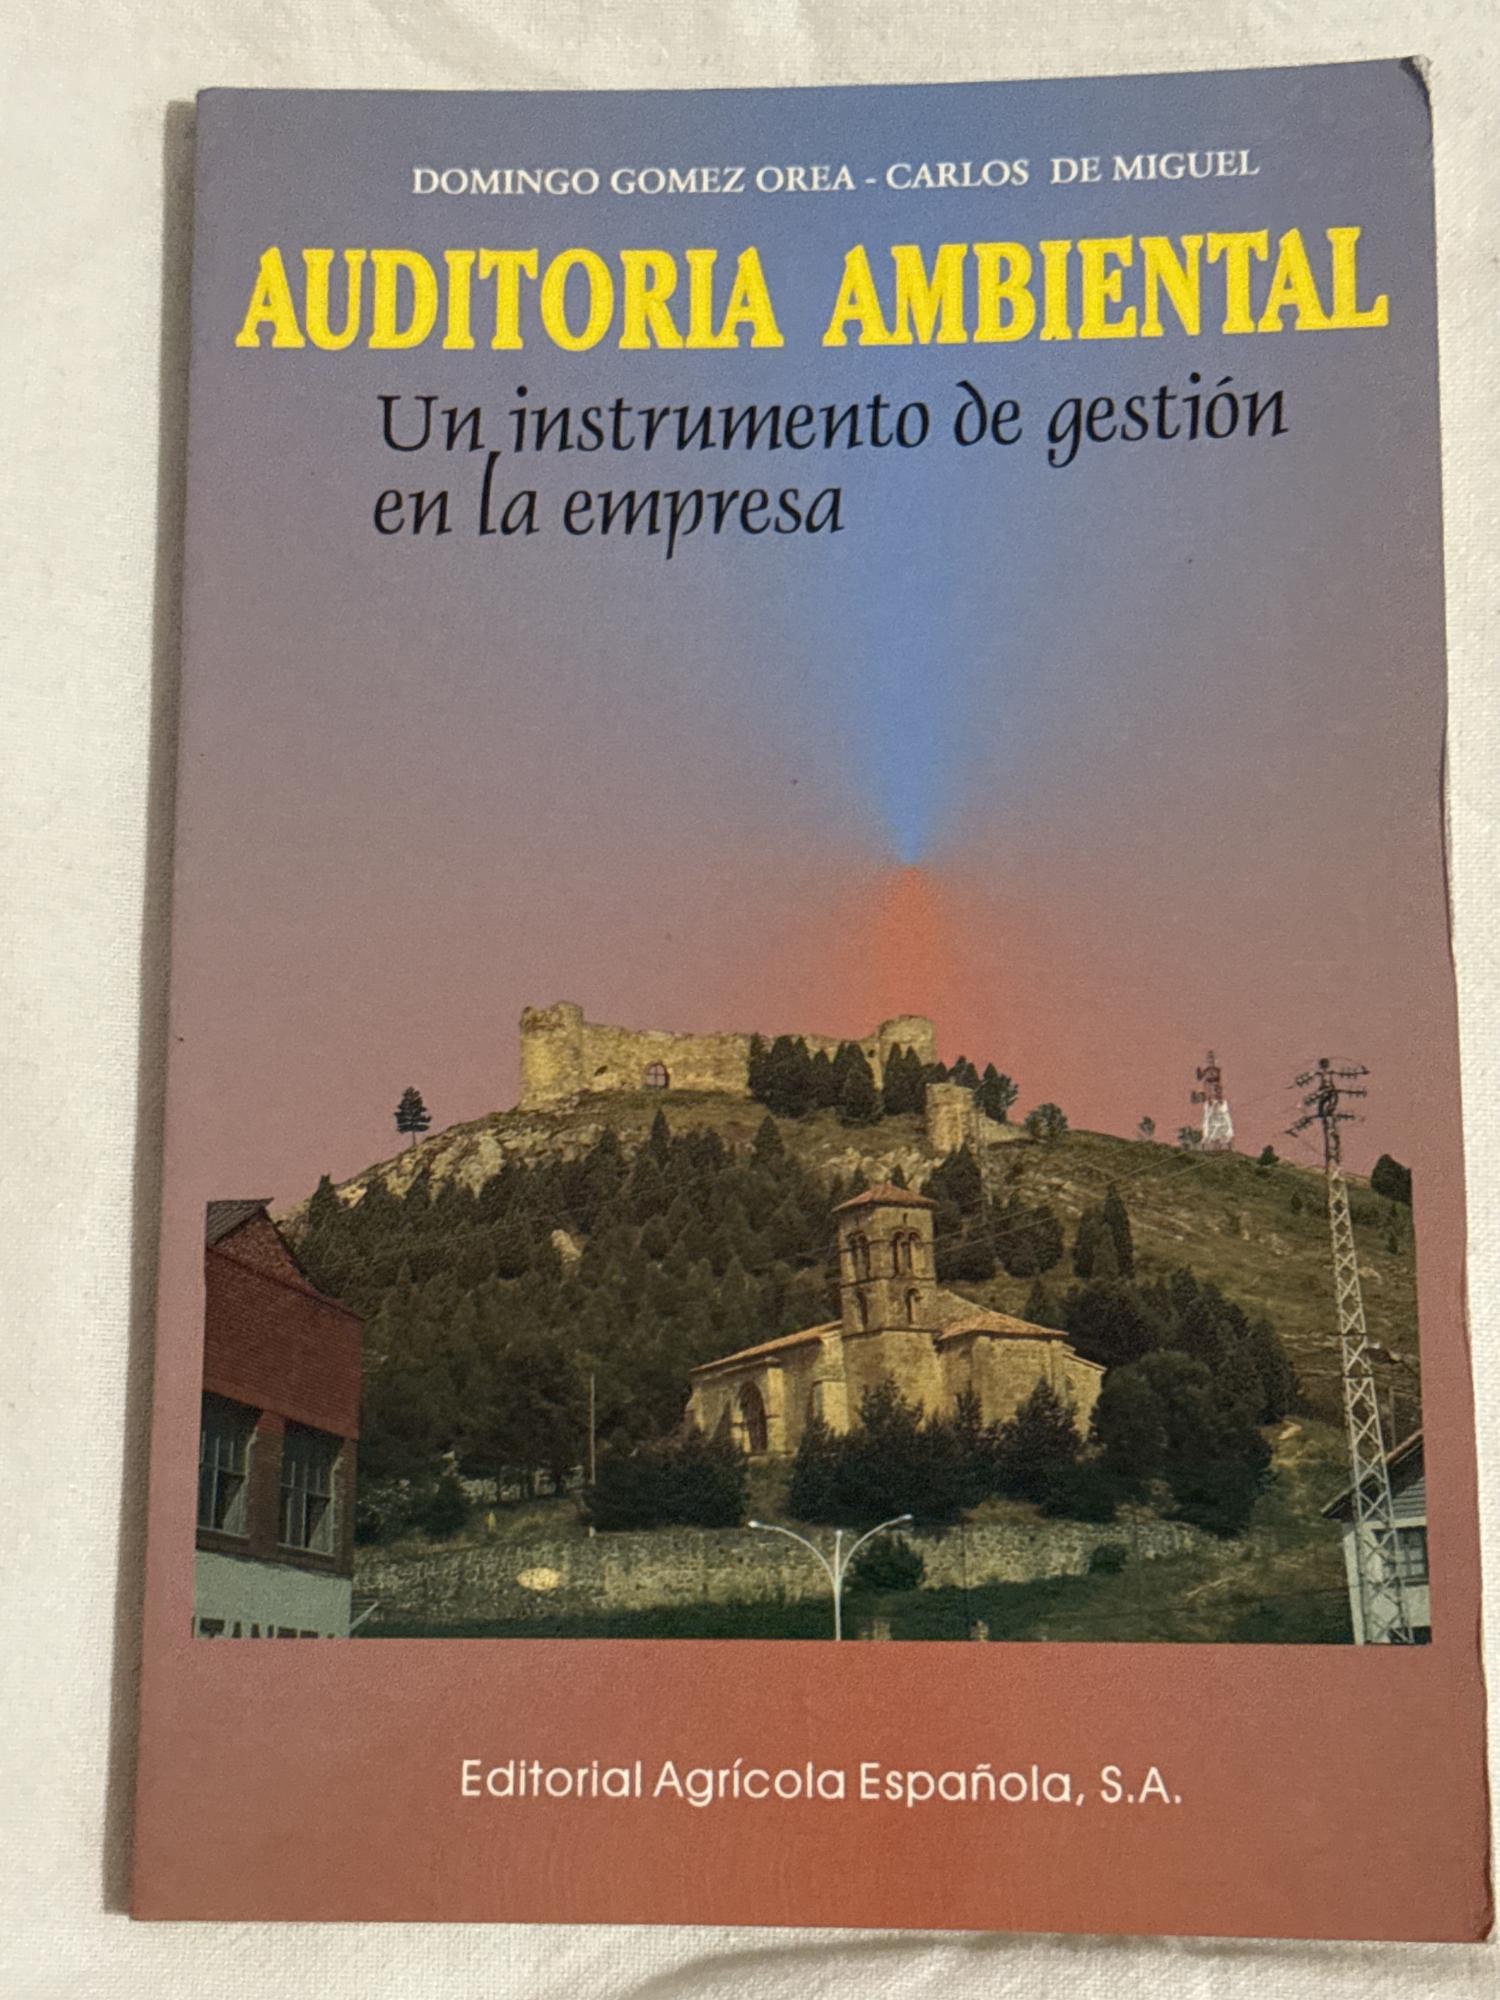 DOMINGO GOMEZ OREA - CARLOS DE MIGUEL
AUDITORIA AMBIENTAL
Un instrumento de gestión
en la empresa
Editorial Agrícola Española, S.A.